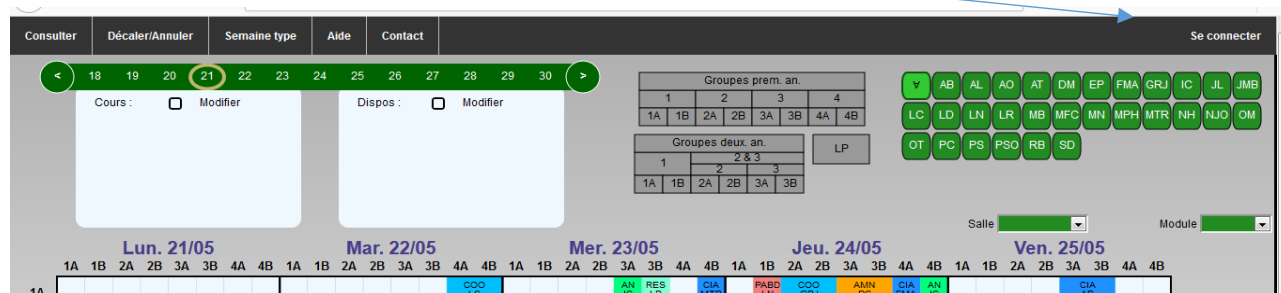 Consulter Décaler/Annuler Semaine type Aide Contact Se connecter
< 18 19 20 21 22 23 24 25 26 27 28 29 30 >
Cours : Modifier
Dispos : Modifier
Groupes prem. an.
1 2 3 4
1A 1B 2A 2B 3A 3B 4A 4B
Groupes deux. an.
1 2 & 3
2 3
1A 1B 2A 2B 3A 3B
LP
∀ AB AL AO AT DM EP FMA GRJ IC JL JMB
LC LD LN LR MB MFC MN MPH MTR NH NJO OM
OT PC PS PSO RB SD
Salle Module
Lun. 21/05 Mar. 22/05 Mer. 23/05 Jeu. 24/05 Ven. 25/05
1A 1B 2A 2B 3A 3B 4A 4B 1A 1B 2A 2B 3A 3B 4A 4B 1A 1B 2A 2B 3A 3B 4A 4B 1A 1B 2A 2B 3A 3B 4A 4B 1A 1B 2A 2B 3A 3B 4A 4B
COO AN RES CIA PABD COO AMN CIA AN CIA